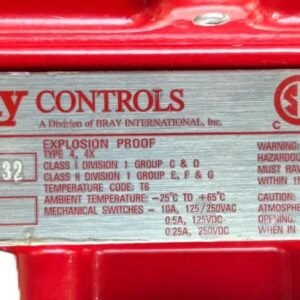 CONTROLS
A Division of BRAY INTERNATIONAL, Inc.
EXPLOSION PROOF
TYPE 4, 4X
32
CLASS I DIVISION 1 GROUP C & D
CLASS II DIVISION 1 GROUP E, F & G
TEMPERATURE CODE: T6
AMBIENT TEMPERATURE: -25°C TO +65°C
MECHANICAL SWITCHES - 10A, 125/250VAC
0.5A, 125VDC
0.25A, 250VDC
C
WARNING:
HAZARDOU
MUST HAV
WITHIN 18
CAUTION:
ATMOSPHE
OPENING.
WHEN IN